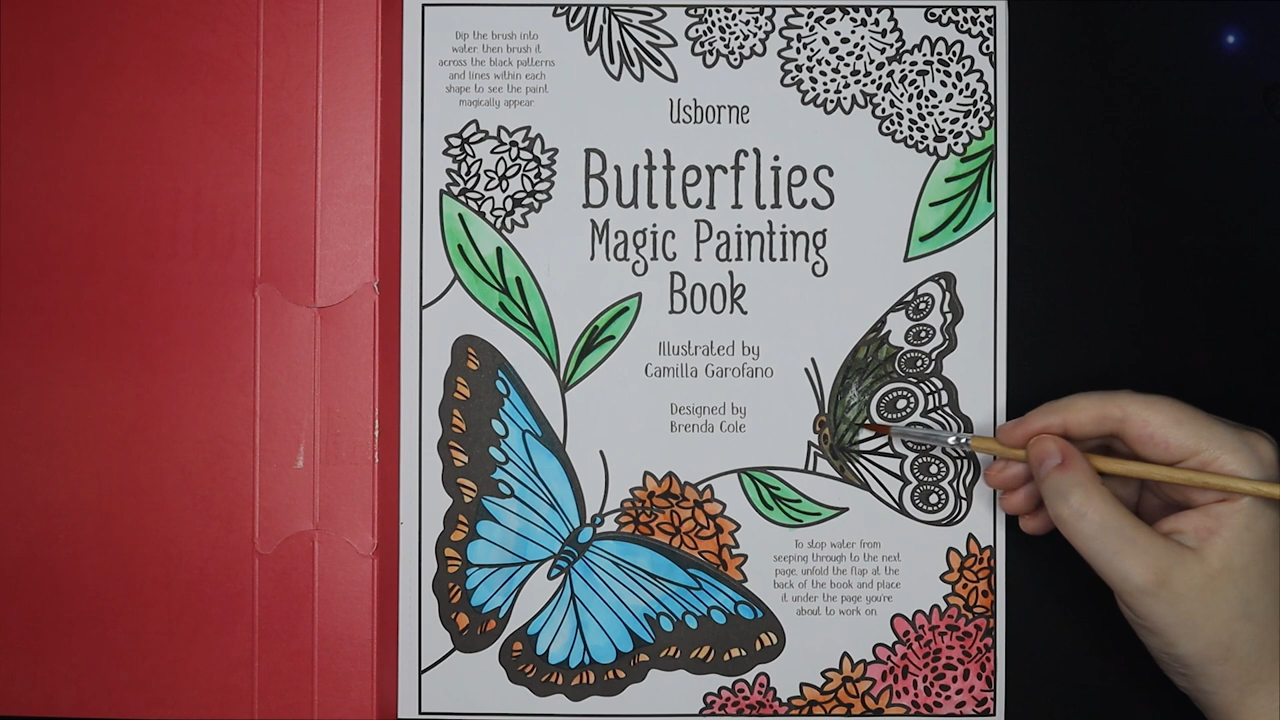 Dip the brush into
water, then brush it
across the black patterns
and lines within each
shape to see the paint
magically appear.
Usborne
Butterflies
Magic Painting
Book
Illustrated by
Camilla Garofano
Designed by
Brenda Cole
To stop water from
seeping through to the next
page, unfold the flap at the
back of the book and place
it under the page you're
about to work on.